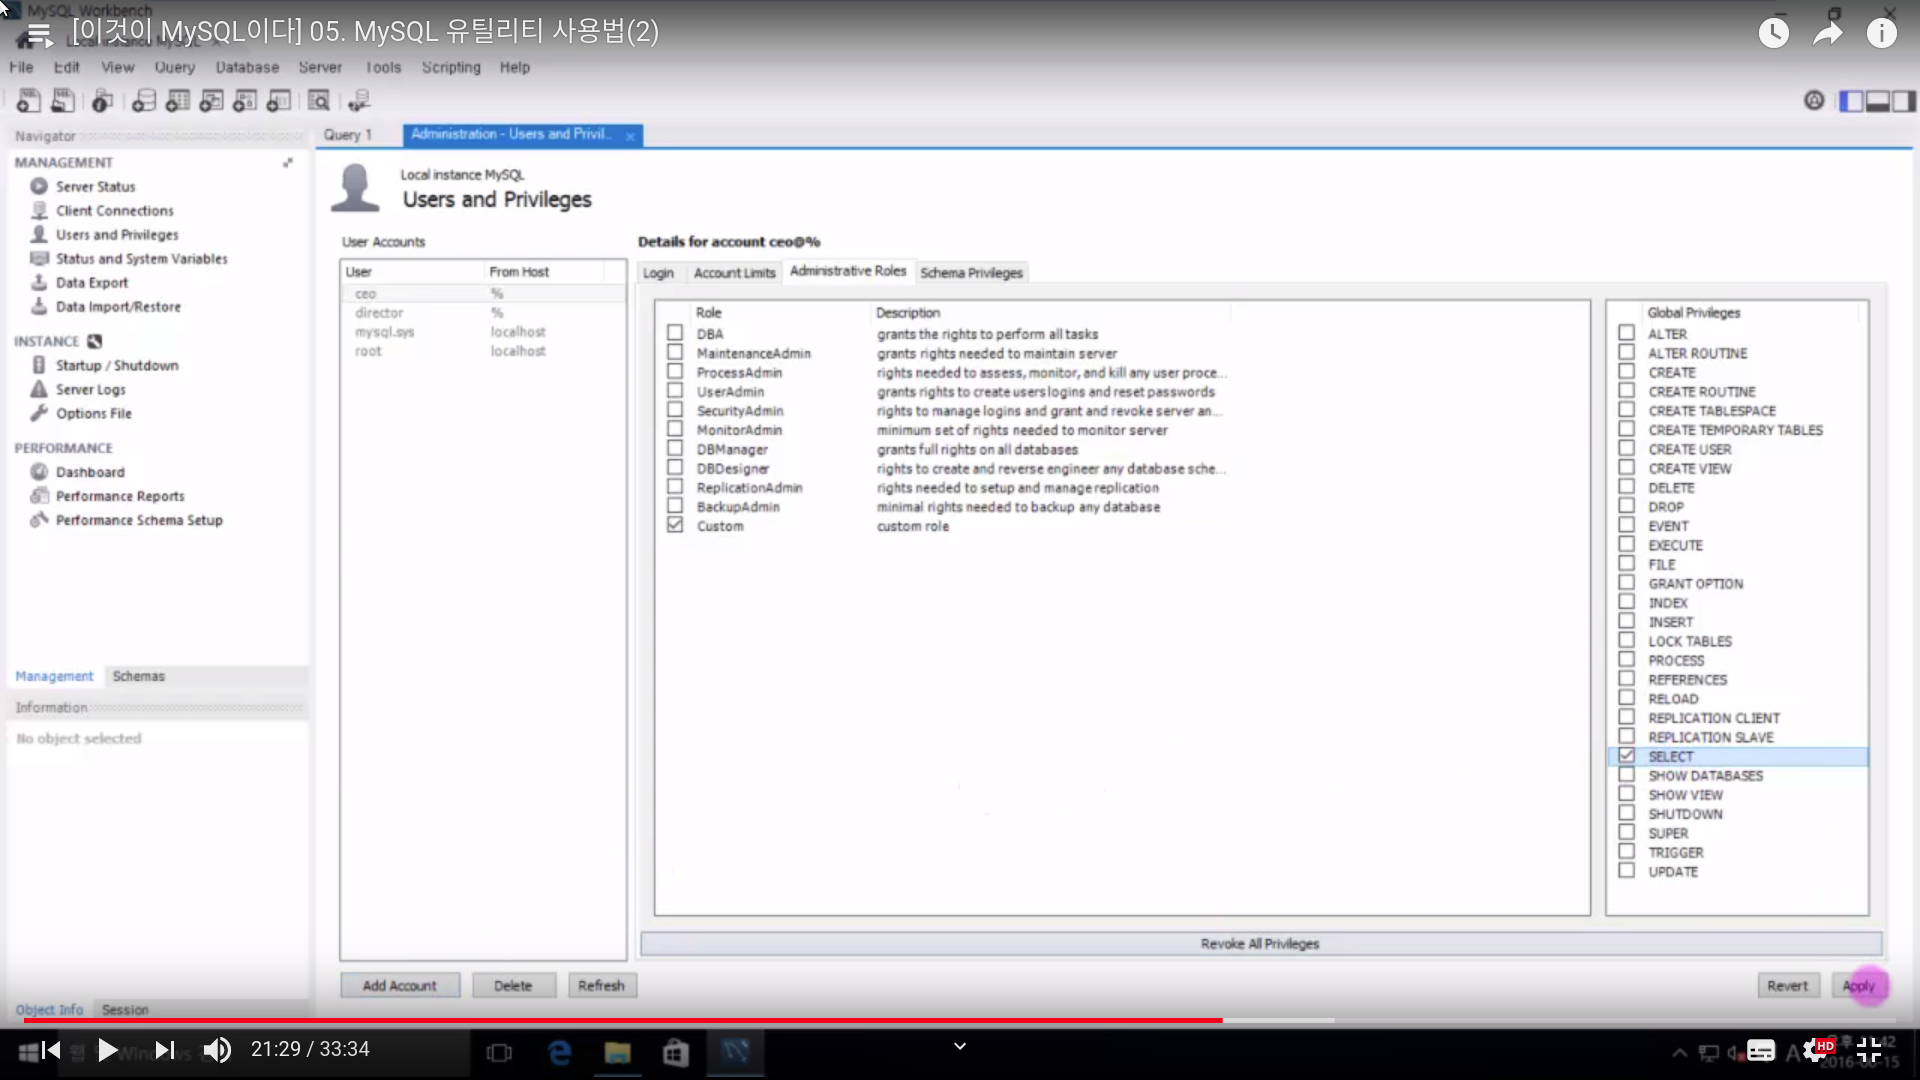 MySQL Workbench
[이것이 MySQL이다] 05. MySQL 유틸리티 사용법(2)
File Edit View Query Database Server Tools Scripting Help
Navigator
MANAGEMENT
Server Status
Client Connections
Users and Privileges
Status and System Variables
Data Export
Data Import/Restore
INSTANCE
Startup / Shutdown
Server Logs
Options File
PERFORMANCE
Dashboard
Performance Reports
Performance Schema Setup
Management Schemas
Information
No object selected
Object Info Session
Query 1 Administration - Users and Privil...
Local instance MySQL
Users and Privileges
User Accounts
User From Host
ceo %
director %
mysql.sys localhost
root localhost
Add Account Delete Refresh
Details for account ceo@%
Login Account Limits Administrative Roles Schema Privileges
Role Description
DBA grants the rights to perform all tasks
MaintenanceAdmin grants rights needed to maintain server
ProcessAdmin rights needed to assess, monitor, and kill any user proce...
UserAdmin grants rights to create users logins and reset passwords
SecurityAdmin rights to manage logins and grant and revoke server an...
MonitorAdmin minimum set of rights needed to monitor server
DBManager grants full rights on all databases
DBDesigner rights to create and reverse engineer any database sche...
ReplicationAdmin rights needed to setup and manage replication
BackupAdmin minimal rights needed to backup any database
Custom custom role
Global Privileges
ALTER
ALTER ROUTINE
CREATE
CREATE ROUTINE
CREATE TABLESPACE
CREATE TEMPORARY TABLES
CREATE USER
CREATE VIEW
DELETE
DROP
EVENT
EXECUTE
FILE
GRANT OPTION
INDEX
INSERT
LOCK TABLES
PROCESS
REFERENCES
RELOAD
REPLICATION CLIENT
REPLICATION SLAVE
SELECT
SHOW DATABASES
SHOW VIEW
SHUTDOWN
SUPER
TRIGGER
UPDATE
Revoke All Privileges
Revert Apply
21:29 / 33:34
HD